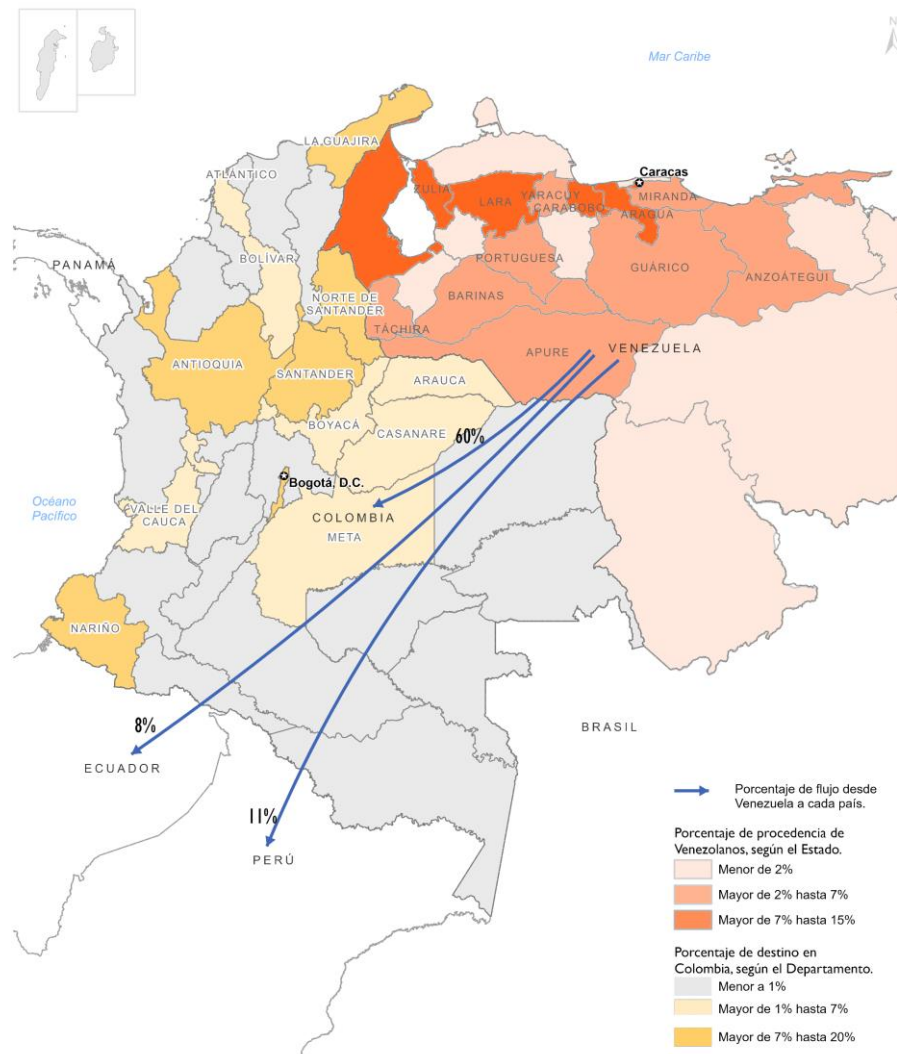 N
Mar Caribe
LA GUAJIRA
ATLÁNTICO
Caracas
ZULIA
MIRANDA
LARA
YARACUY
CARABOBO
ARAGUA
BOLÍVAR
PANAMÁ
PORTUGUESA
GUÁRICO
ANZOÁTEGUI
NORTE DE
SANTANDER
BARINAS
TÁCHIRA
APURE
VENEZUELA
ANTIOQUIA
SANTANDER
ARAUCA
BOYACÁ
CASANARE
60%
Bogotá, D.C.
Océano
Pacífico
VALLE DEL
CAUCA
COLOMBIA
META
NARIÑO
8%
ECUADOR
BRASIL
11%
PERÚ
Porcentaje de flujo desde
Venezuela a cada país.
Porcentaje de procedencia de
Venezolanos, según el Estado.
Menor de 2%
Mayor de 2% hasta 7%
Mayor de 7% hasta 15%
Porcentaje de destino en
Colombia, según el Departamento.
Menor a 1%
Mayor de 1% hasta 7%
Mayor de 7% hasta 20%